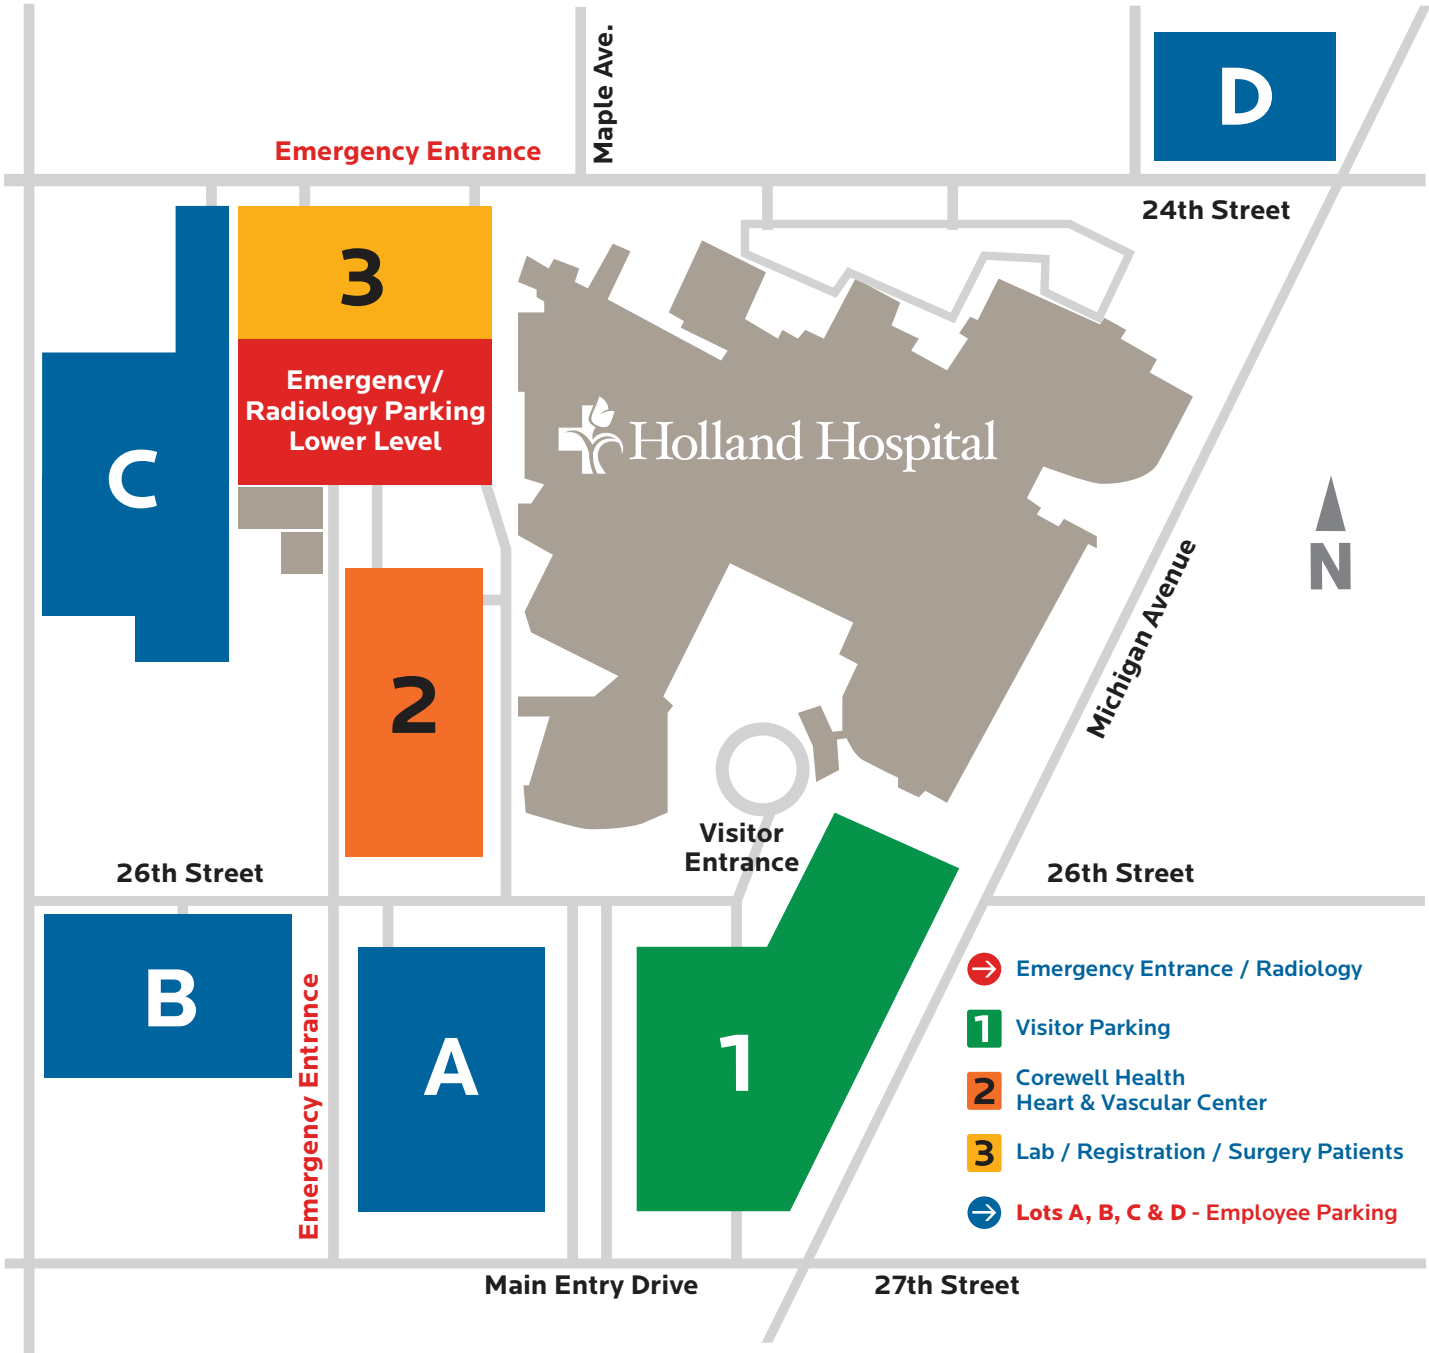 Maple Ave.
D
Emergency Entrance
24th Street
3
Emergency/
Radiology Parking
Lower Level
C
Holland Hospital
N
Michigan Avenue
2
Visitor
Entrance
26th Street
26th Street
B
Emergency Entrance
A
1
Emergency Entrance / Radiology
1 Visitor Parking
2 Corewell Health
Heart & Vascular Center
3 Lab / Registration / Surgery Patients
Lots A, B, C & D - Employee Parking
Main Entry Drive
27th Street